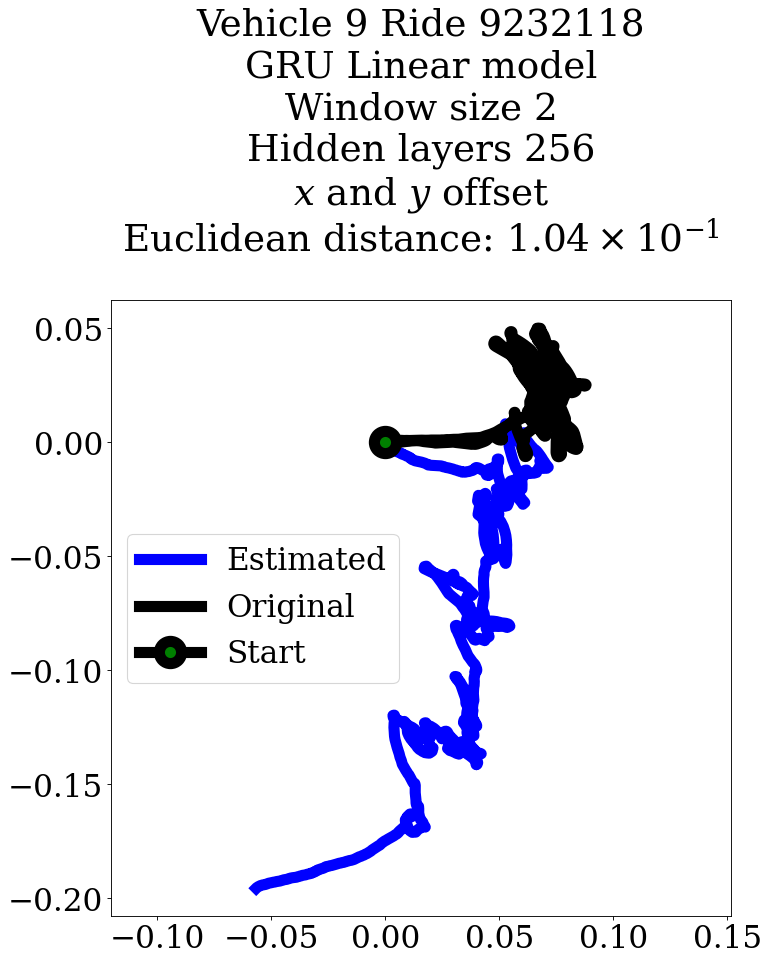 Vehicle 9 Ride 9232118
GRU Linear model
Window size 2
Hidden layers 256
x and y offset
Euclidean distance: 1.04 × 10⁻¹
0.05
0.00
−0.05
−0.10
−0.15
−0.20
Estimated
Original
Start
−0.10 −0.05 0.00 0.05 0.10 0.15